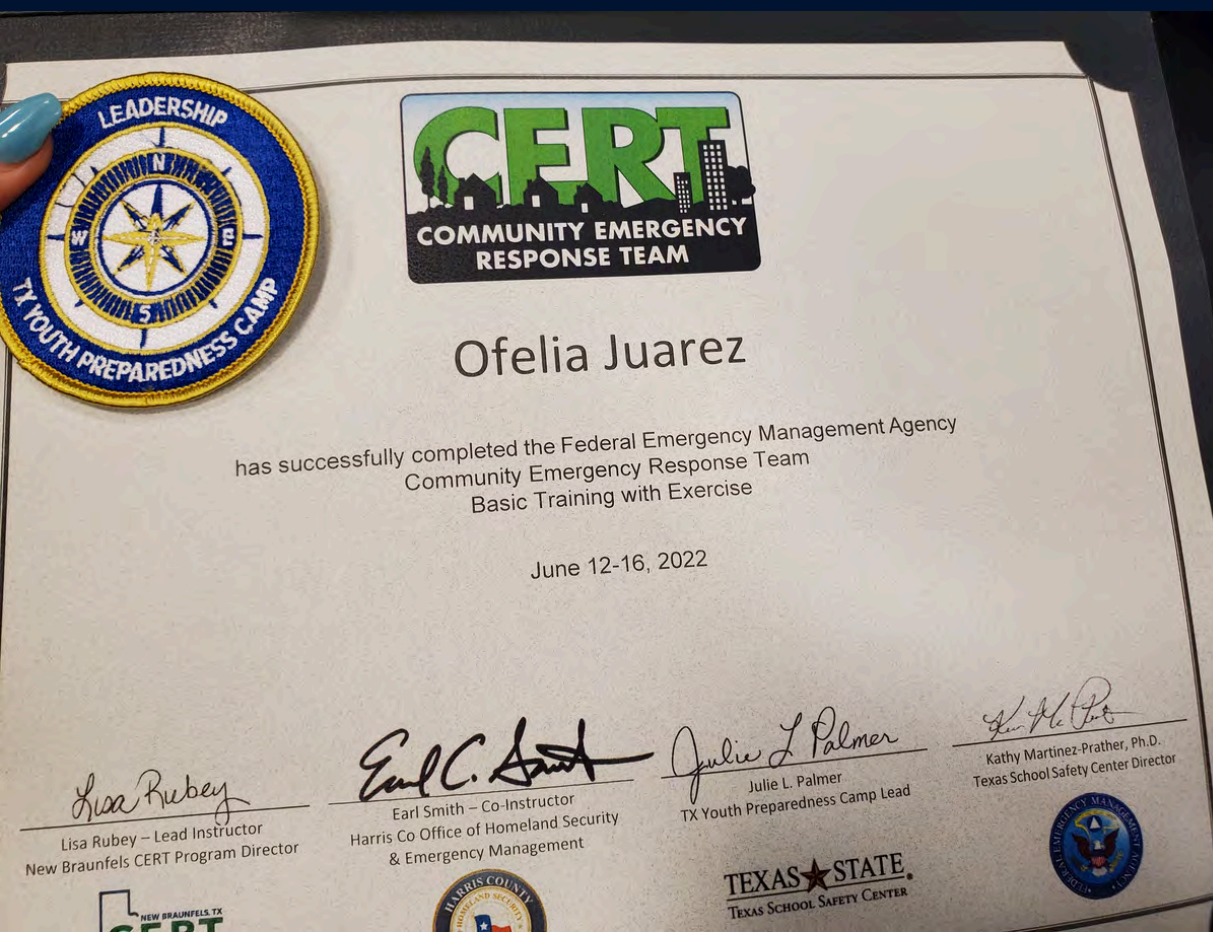 LEADERSHIP
N
W E
S
TX YOUTH PREPAREDNESS CAMP
CERT
COMMUNITY EMERGENCY
RESPONSE TEAM
Ofelia Juarez
has successfully completed the Federal Emergency Management Agency
Community Emergency Response Team
Basic Training with Exercise
June 12-16, 2022
Lisa Rubey
Lisa Rubey – Lead Instructor
New Braunfels CERT Program Director
Earl C. Smith
Earl Smith – Co-Instructor
Harris Co Office of Homeland Security
& Emergency Management
Julie L Palmer
Julie L. Palmer
TX Youth Preparedness Camp Lead
Kathy Martinez-Prather, Ph.D.
Texas School Safety Center Director
NEW BRAUNFELS, TX
CERT
HARRIS COUNTY
HOMELAND SECURITY
TEXAS STATE
TEXAS SCHOOL SAFETY CENTER
FEDERAL EMERGENCY MANAGEMENT AGENCY